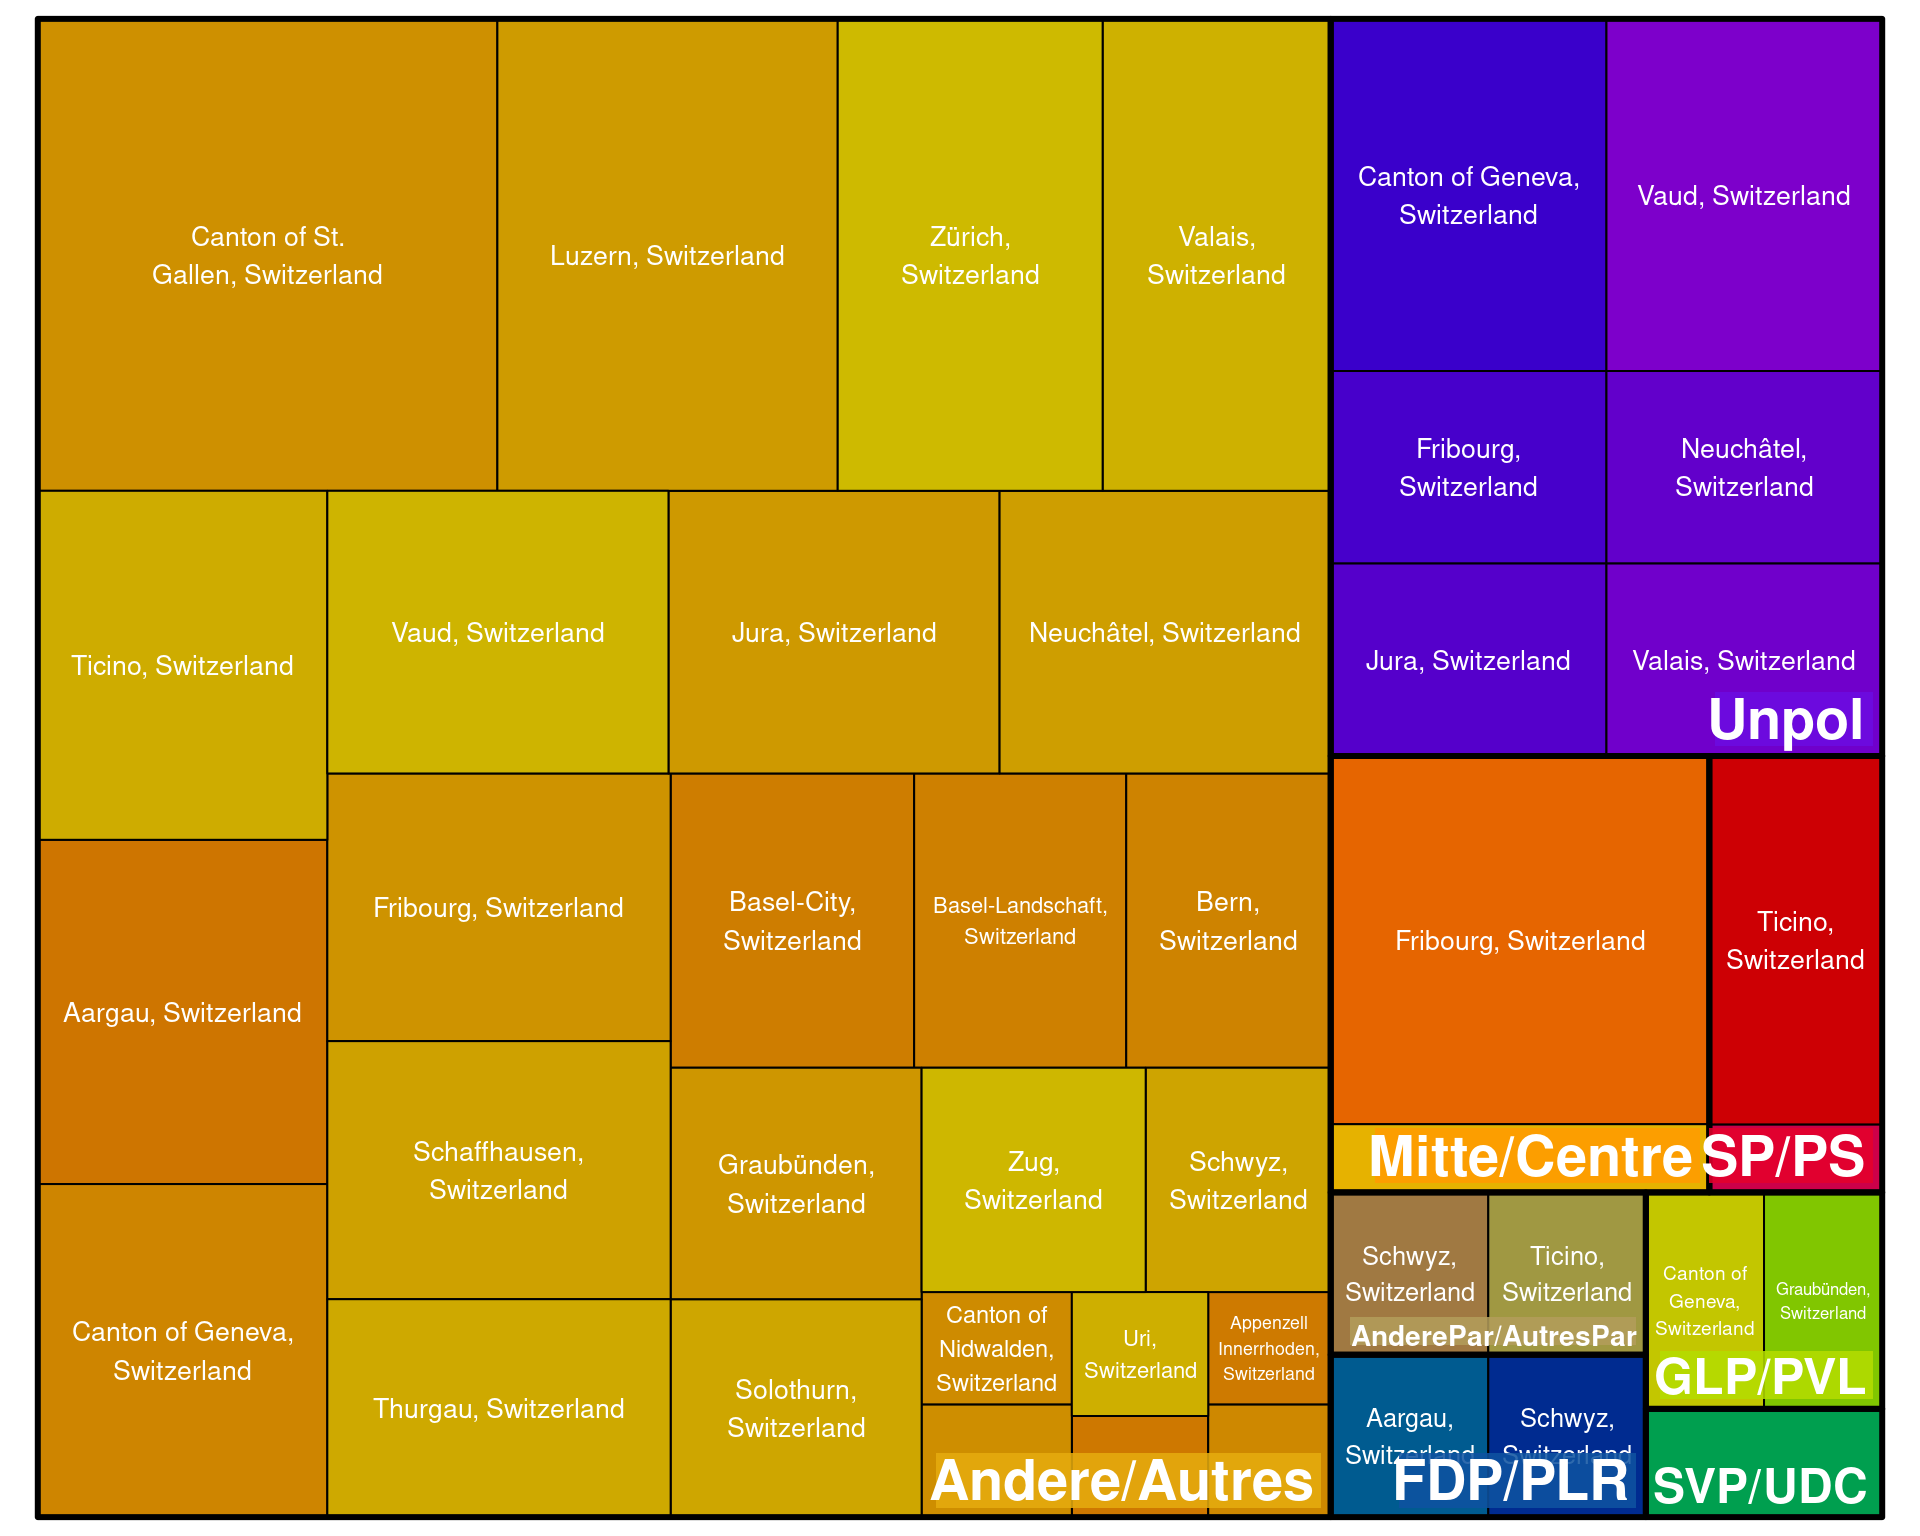 Canton of St.
Gallen, Switzerland
Luzern, Switzerland
Zürich,
Switzerland
Valais,
Switzerland
Ticino, Switzerland
Vaud, Switzerland
Jura, Switzerland
Neuchâtel, Switzerland
Aargau, Switzerland
Fribourg, Switzerland
Basel-City,
Switzerland
Basel-Landschaft,
Switzerland
Bern,
Switzerland
Canton of Geneva,
Switzerland
Schaffhausen,
Switzerland
Graubünden,
Switzerland
Zug,
Switzerland
Schwyz,
Switzerland
Thurgau, Switzerland
Solothurn,
Switzerland
Canton of
Nidwalden,
Switzerland
Uri,
Switzerland
Appenzell
Innerrhoden,
Switzerland
Andere/Autres
Canton of Geneva,
Switzerland
Vaud, Switzerland
Fribourg,
Switzerland
Neuchâtel,
Switzerland
Jura, Switzerland
Valais, Switzerland
Unpol
Fribourg, Switzerland
Mitte/Centre
Ticino,
Switzerland
SP/PS
Schwyz,
Switzerland
Ticino,
Switzerland
AnderePar/AutresPar
Canton of
Geneva,
Switzerland
Graubünden,
Switzerland
GLP/PVL
Aargau,
Switzerland
Schwyz,
Switzerland
FDP/PLR
SVP/UDC